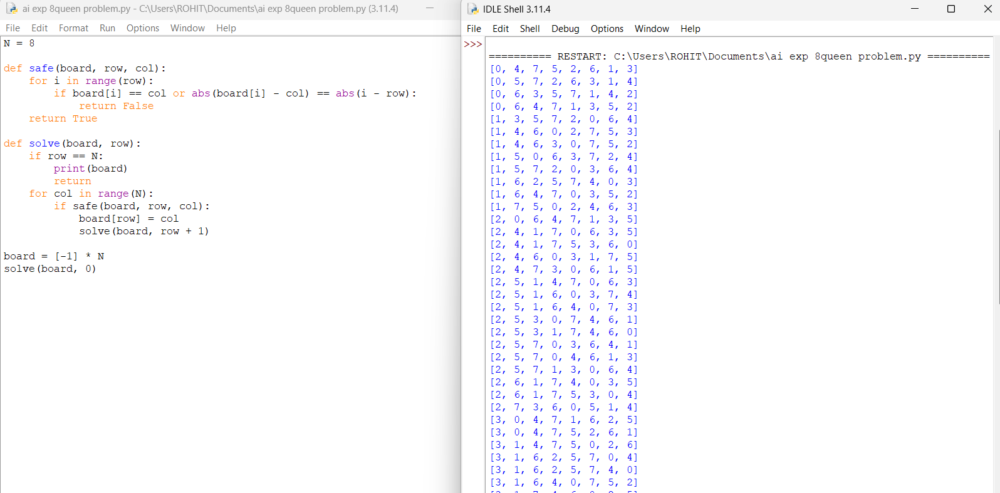 ai exp 8queen problem.py - C:\Users\ROHIT\Documents\ai exp 8queen problem.py (3.11.4)
File Edit Format Run Options Window Help
N = 8
def safe(board, row, col):
    for i in range(row):
        if board[i] == col or abs(board[i] - col) == abs(i - row):
            return False
    return True
def solve(board, row):
    if row == N:
        print(board)
        return
    for col in range(N):
        if safe(board, row, col):
            board[row] = col
            solve(board, row + 1)
board = [-1] * N
solve(board, 0)
IDLE Shell 3.11.4
File Edit Shell Debug Options Window Help
>>>
========== RESTART: C:\Users\ROHIT\Documents\ai exp 8queen problem.py ==========
[0, 4, 7, 5, 2, 6, 1, 3]
[0, 5, 7, 2, 6, 3, 1, 4]
[0, 6, 3, 5, 7, 1, 4, 2]
[0, 6, 4, 7, 1, 3, 5, 2]
[1, 3, 5, 7, 2, 0, 6, 4]
[1, 4, 6, 0, 2, 7, 5, 3]
[1, 4, 6, 3, 0, 7, 5, 2]
[1, 5, 0, 6, 3, 7, 2, 4]
[1, 5, 7, 2, 0, 3, 6, 4]
[1, 6, 2, 5, 7, 4, 0, 3]
[1, 6, 4, 7, 0, 3, 5, 2]
[1, 7, 5, 0, 2, 4, 6, 3]
[2, 0, 6, 4, 7, 1, 3, 5]
[2, 4, 1, 7, 0, 6, 3, 5]
[2, 4, 1, 7, 5, 3, 6, 0]
[2, 4, 6, 0, 3, 1, 7, 5]
[2, 4, 7, 3, 0, 6, 1, 5]
[2, 5, 1, 4, 7, 0, 6, 3]
[2, 5, 1, 6, 0, 3, 7, 4]
[2, 5, 1, 6, 4, 0, 7, 3]
[2, 5, 3, 0, 7, 4, 6, 1]
[2, 5, 3, 1, 7, 4, 6, 0]
[2, 5, 7, 0, 3, 6, 4, 1]
[2, 5, 7, 0, 4, 6, 1, 3]
[2, 5, 7, 1, 3, 0, 6, 4]
[2, 6, 1, 7, 4, 0, 3, 5]
[2, 6, 1, 7, 5, 3, 0, 4]
[2, 7, 3, 6, 0, 5, 1, 4]
[3, 0, 4, 7, 1, 6, 2, 5]
[3, 0, 4, 7, 5, 2, 6, 1]
[3, 1, 4, 7, 5, 0, 2, 6]
[3, 1, 6, 2, 5, 7, 0, 4]
[3, 1, 6, 2, 5, 7, 4, 0]
[3, 1, 6, 4, 0, 7, 5, 2]